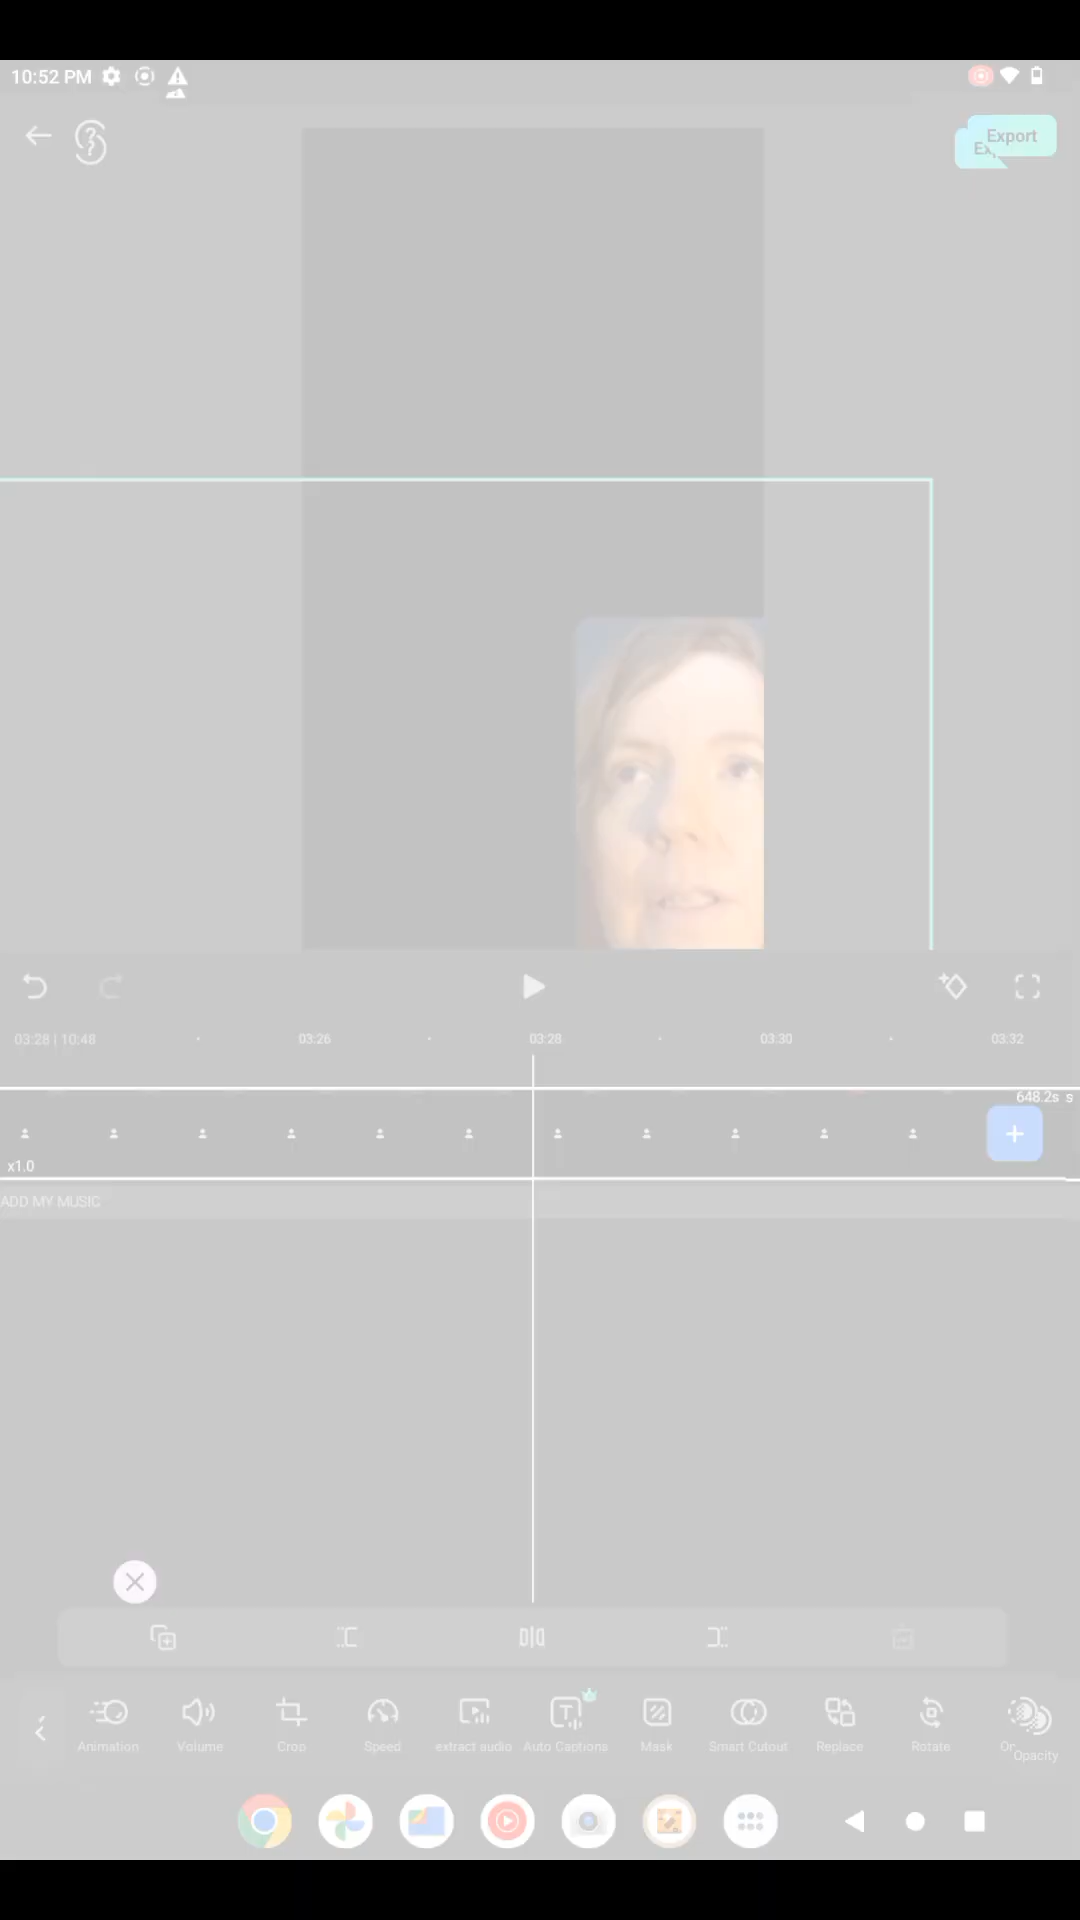 10:52 PM
Export
Ex
03:28 | 10:48
03:26
03:28
03:30
03:32
648.2s s
x1.0
ADD MY MUSIC
Animation
Volume
Crop
Speed
extract audio
Auto Captions
Mask
Smart Cutout
Replace
Rotate
Opacity